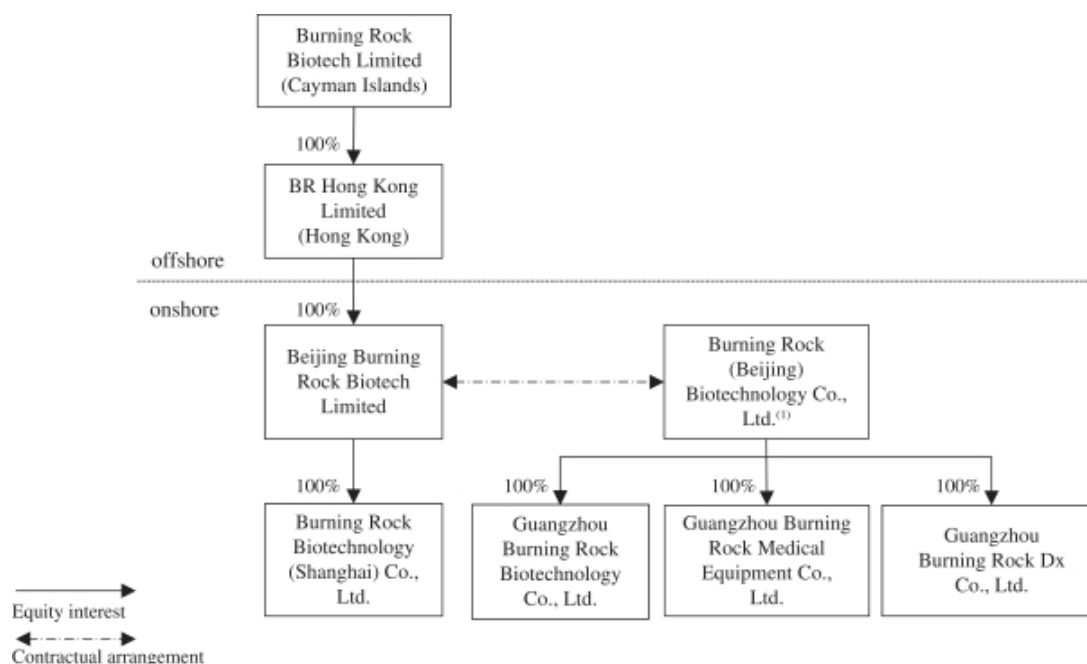 Burning Rock
Biotech Limited
(Cayman Islands)
100%
BR Hong Kong
Limited
(Hong Kong)
offshore
onshore
100%
Beijing Burning
Rock Biotech
Limited
Burning Rock
(Beijing)
Biotechnology Co.,
Ltd.(1)
100%
100%
100%
100%
Burning Rock
Biotechnology
(Shanghai) Co.,
Ltd.
Guangzhou
Burning Rock
Biotechnology
Co., Ltd.
Guangzhou Burning
Rock Medical
Equipment Co.,
Ltd.
Guangzhou
Burning Rock Dx
Co., Ltd.
Equity interest
Contractual arrangement